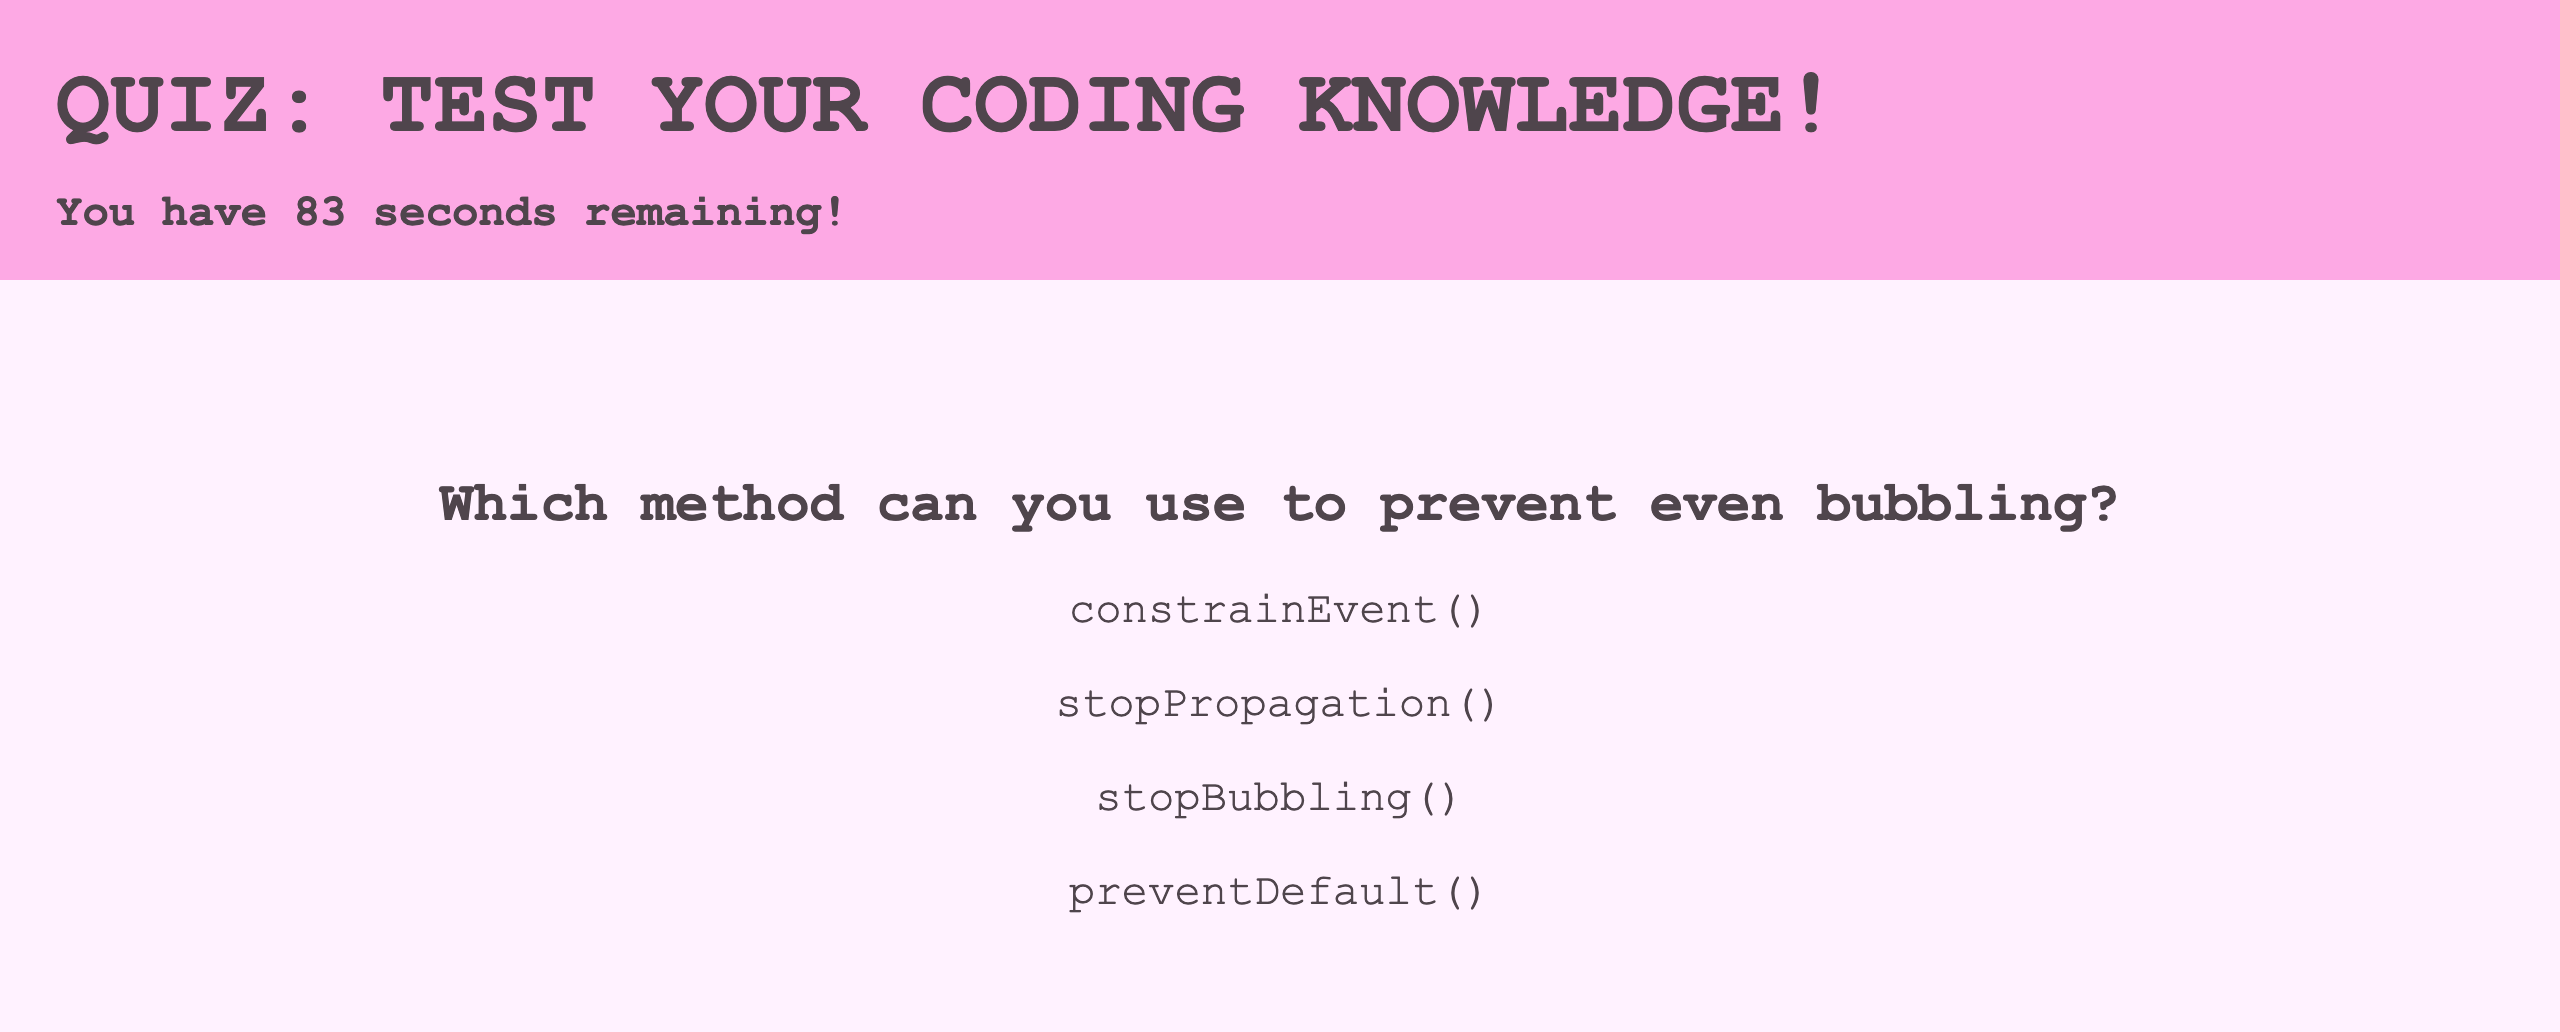 QUIZ: TEST YOUR CODING KNOWLEDGE!
You have 83 seconds remaining!
Which method can you use to prevent even bubbling?
constrainEvent()
stopPropagation()
stopBubbling()
preventDefault()